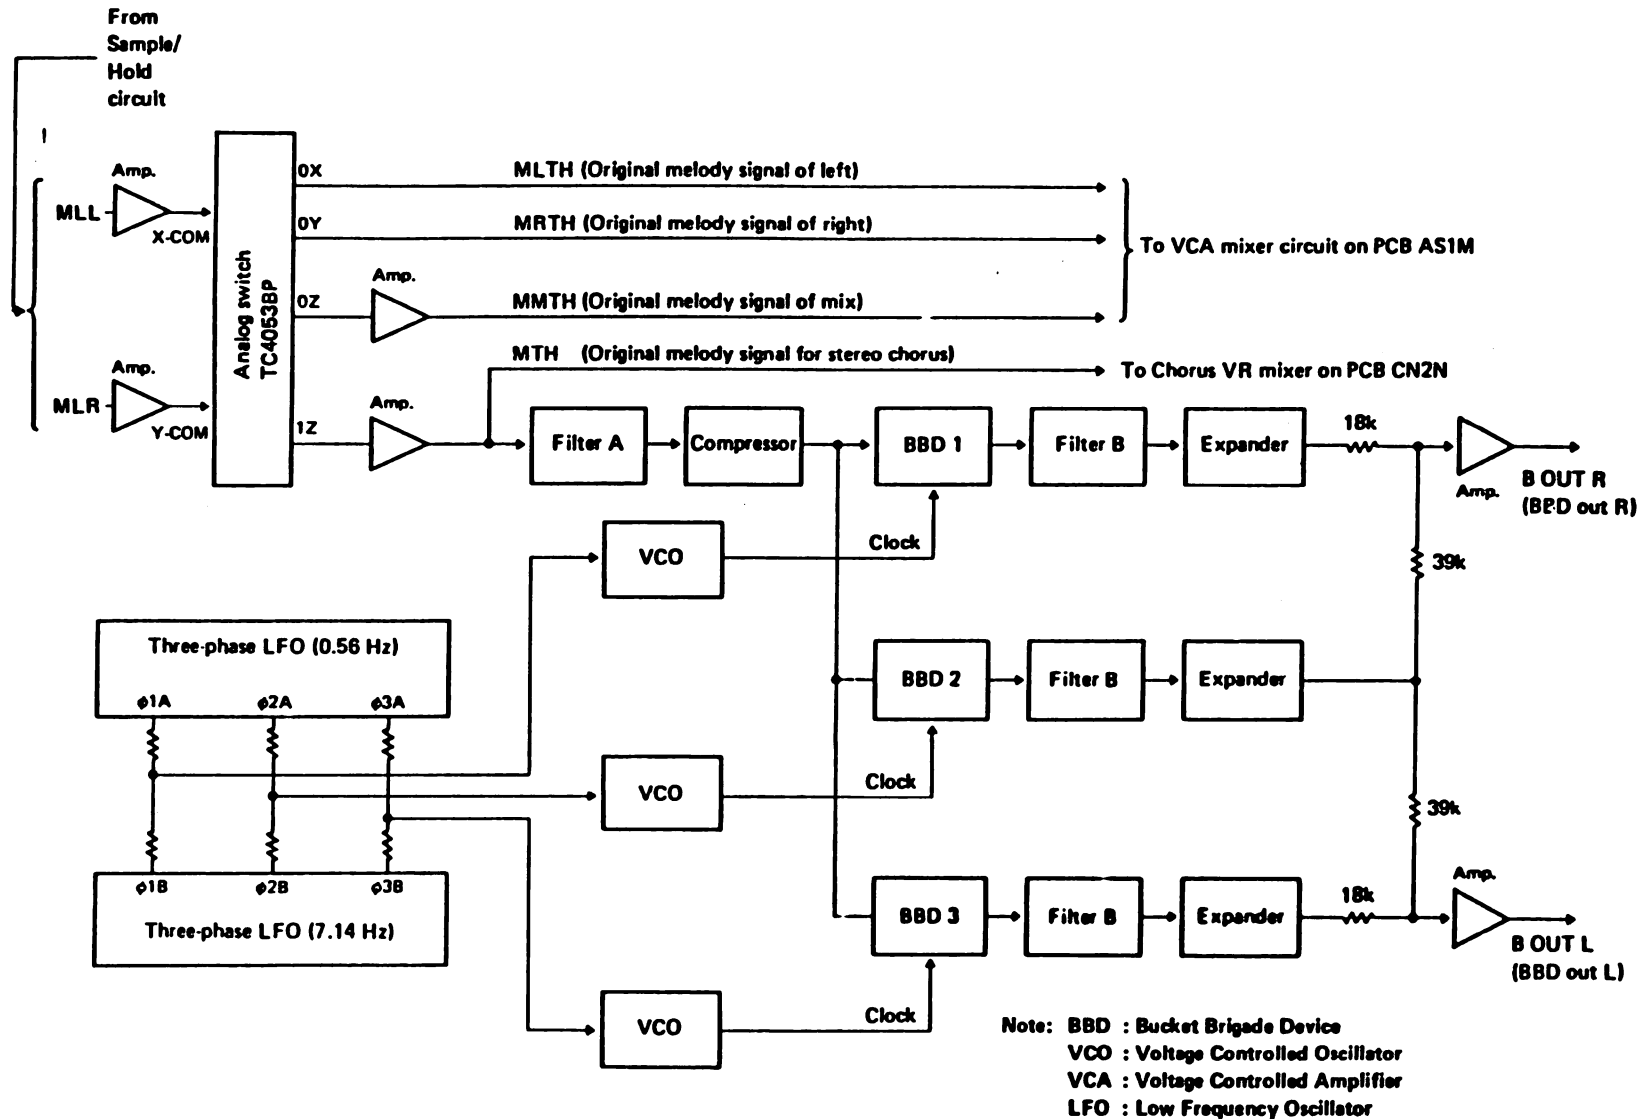 From
Sample/
Hold
circuit
Amp.
MLL
X-COM
Amp.
MLR
Y-COM
Analog switch
TC4053BP
0X
0Y
0Z
1Z
MLTH (Original melody signal of left)
MRTH (Original melody signal of right)
Amp.
MMTH (Original melody signal of mix)
To VCA mixer circuit on PCB AS1M
MTH (Original melody signal for stereo chorus)
To Chorus VR mixer on PCB CN2N
Amp.
Filter A
Compressor
BBD 1
Filter B
Expander
18k
Amp.
B OUT R
(BBD out R)
VCO
Clock
39k
Three-phase LFO (0.56 Hz)
φ1A
φ2A
φ3A
BBD 2
Filter B
Expander
VCO
Clock
39k
φ1B
φ2B
φ3B
Three-phase LFO (7.14 Hz)
BBD 3
Filter B
Expander
18k
Amp.
B OUT L
(BBD out L)
VCO
Clock
Note: BBD : Bucket Brigade Device
VCO : Voltage Controlled Oscillator
VCA : Voltage Controlled Amplifier
LFO : Low Frequency Oscillator